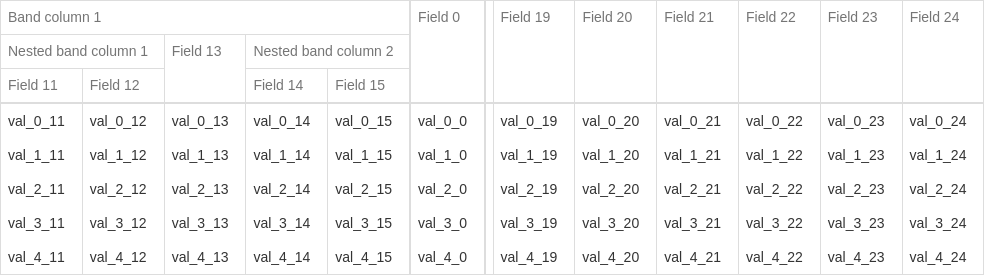 Band column 1 Field 0 Field 19 Field 20 Field 21 Field 22 Field 23 Field 24
Nested band column 1 Field 13 Nested band column 2
Field 11 Field 12 Field 14 Field 15
val_0_11 val_0_12 val_0_13 val_0_14 val_0_15 val_0_0 val_0_19 val_0_20 val_0_21 val_0_22 val_0_23 val_0_24
val_1_11 val_1_12 val_1_13 val_1_14 val_1_15 val_1_0 val_1_19 val_1_20 val_1_21 val_1_22 val_1_23 val_1_24
val_2_11 val_2_12 val_2_13 val_2_14 val_2_15 val_2_0 val_2_19 val_2_20 val_2_21 val_2_22 val_2_23 val_2_24
val_3_11 val_3_12 val_3_13 val_3_14 val_3_15 val_3_0 val_3_19 val_3_20 val_3_21 val_3_22 val_3_23 val_3_24
val_4_11 val_4_12 val_4_13 val_4_14 val_4_15 val_4_0 val_4_19 val_4_20 val_4_21 val_4_22 val_4_23 val_4_24